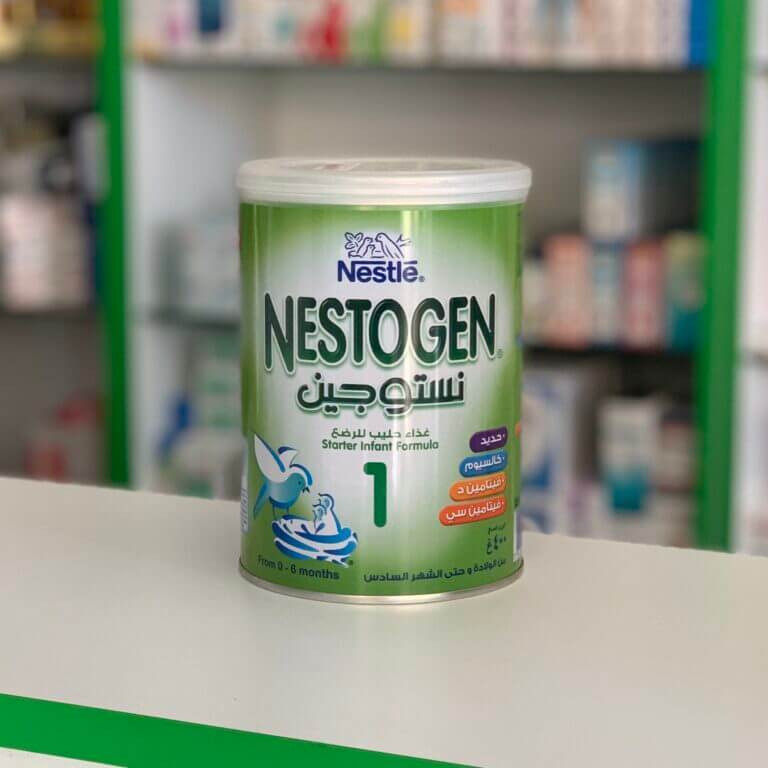 Nestlé®
NESTOGEN®
نستوجين
غذاء حليب للرضع
Starter Infant Formula
1
حديد
كالسيوم
فيتامين د
فيتامين سي
٤٠٠ غ
From 0 - 6 months
من الولادة و حتى الشهر السادس